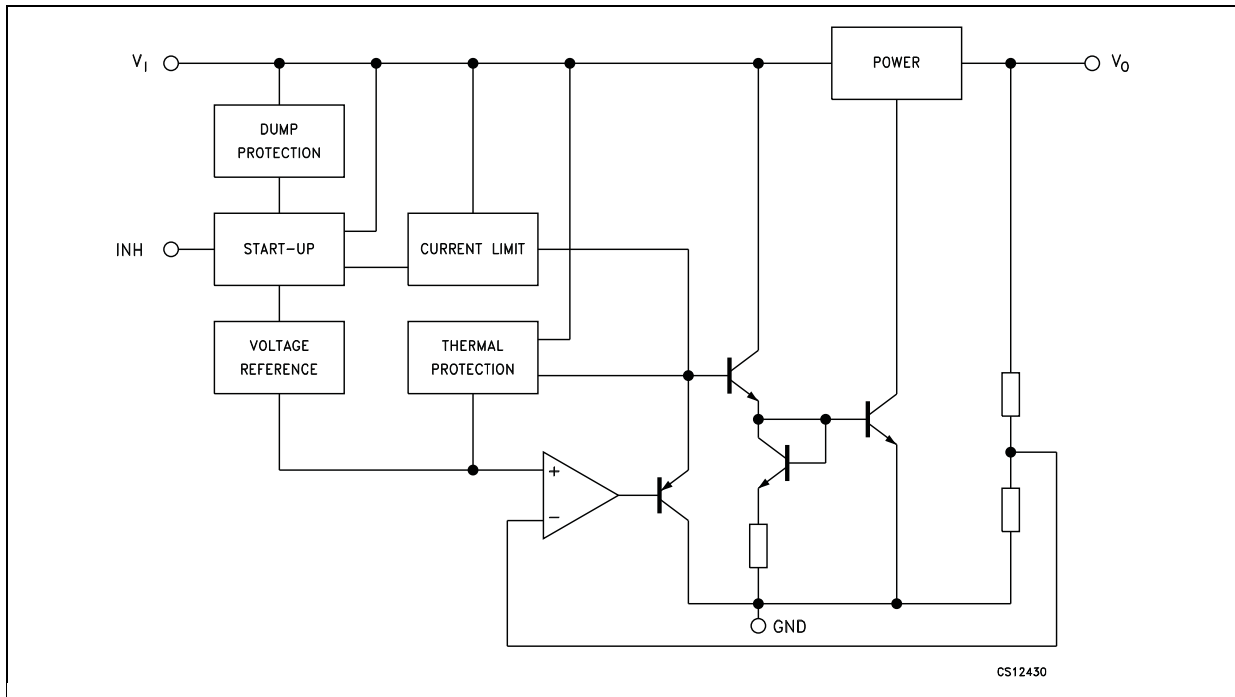 V_I
POWER
V_O
DUMP
PROTECTION
INH
START-UP
CURRENT LIMIT
VOLTAGE
REFERENCE
THERMAL
PROTECTION
+
−
GND
CS12430